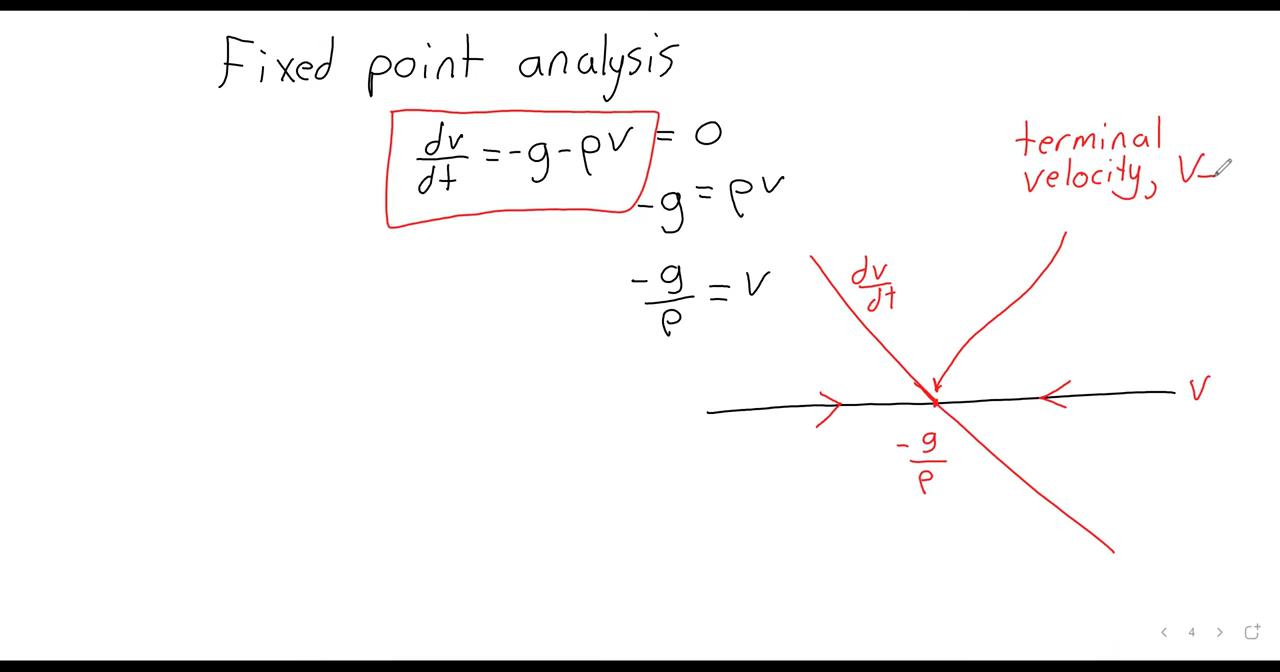 Fixed point analysis
dv/dt = -g - ρv = 0
-g = ρv
-g/ρ = v
terminal
velocity, v
dv/dt
v
-g/ρ
4